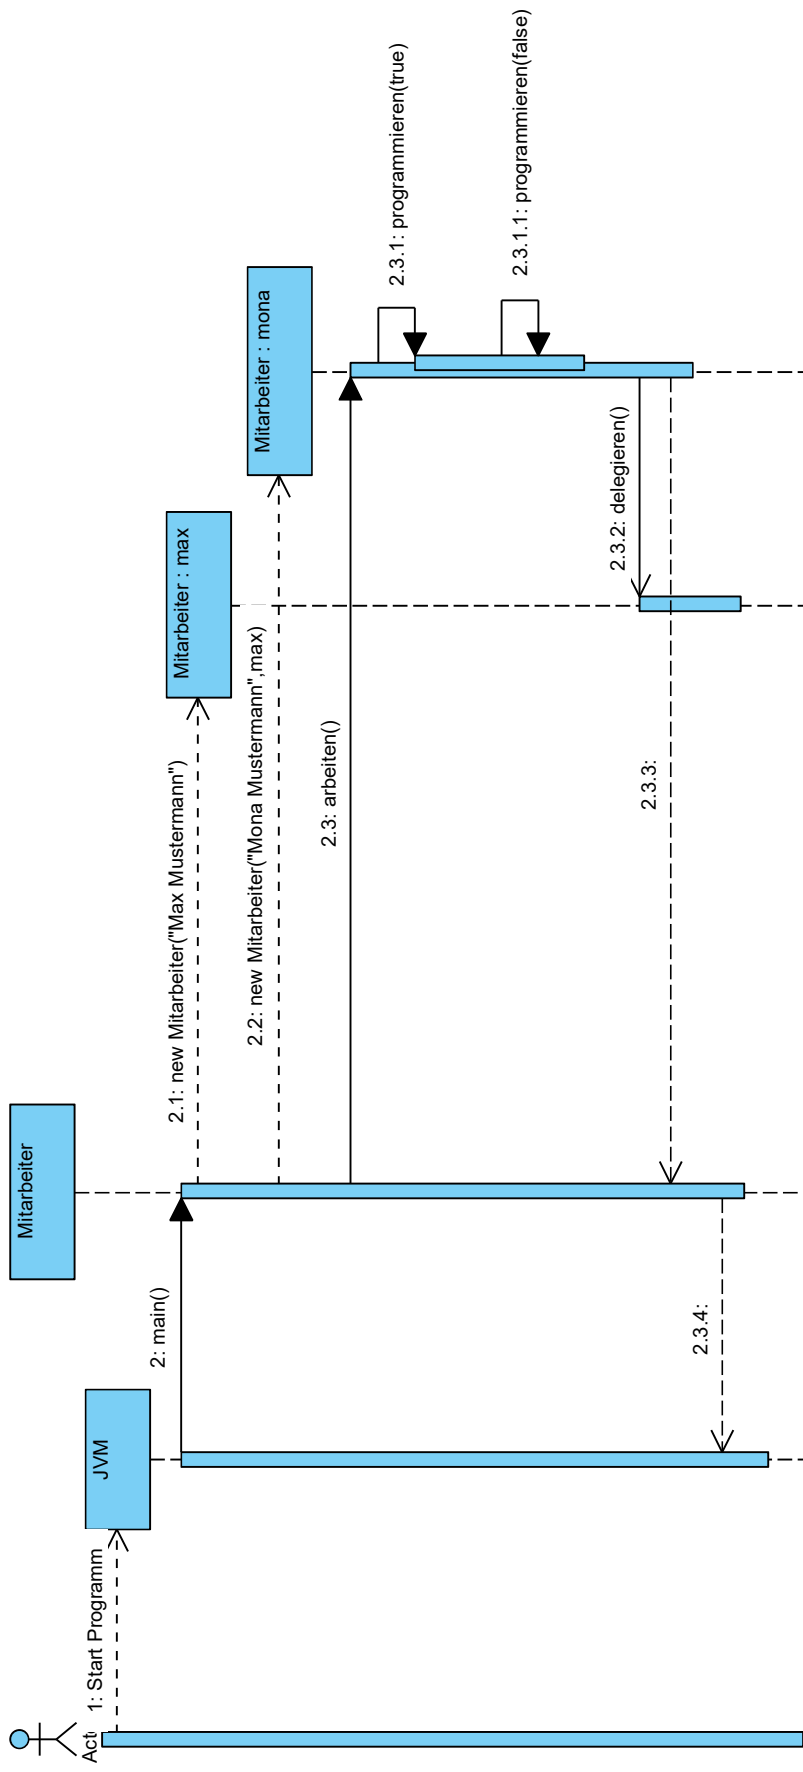 Act
1: Start Programm
JVM
2: main()
Mitarbeiter
2.1: new Mitarbeiter("Max Mustermann")
Mitarbeiter : max
2.2: new Mitarbeiter("Mona Mustermann",max)
Mitarbeiter : mona
2.3: arbeiten()
2.3.1: programmieren(true)
2.3.1.1: programmieren(false)
2.3.2: delegieren()
2.3.3:
2.3.4: